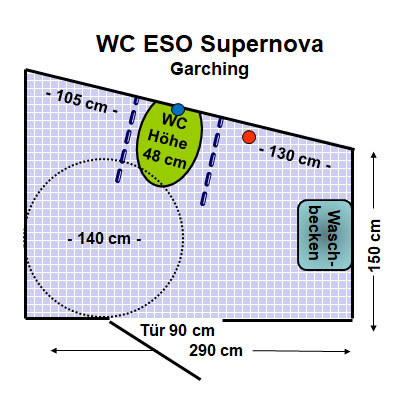 WC ESO Supernova
Garching
- 105 cm -
WC
Höhe
48 cm
- 130 cm -
- 140 cm -
Wasch-
becken
150 cm
Tür 90 cm
290 cm